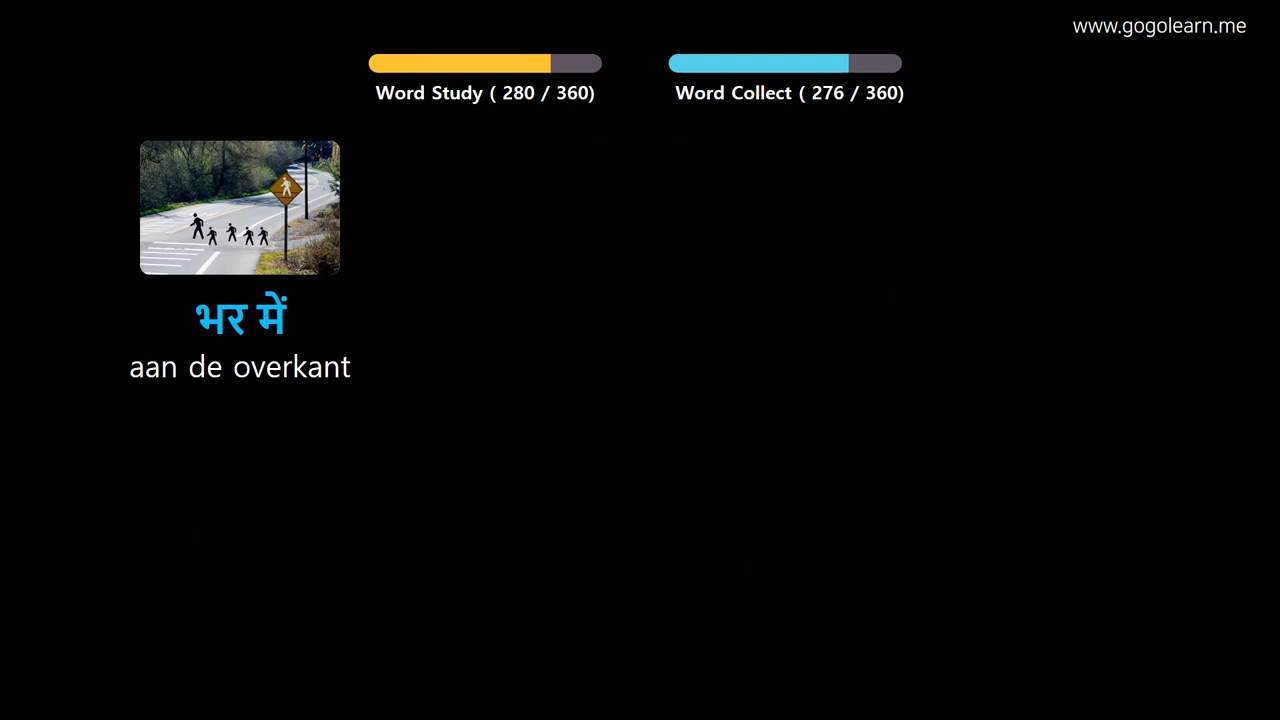 www.gogolearn.me
Word Study ( 280 / 360)
Word Collect ( 276 / 360)
भर में
aan de overkant